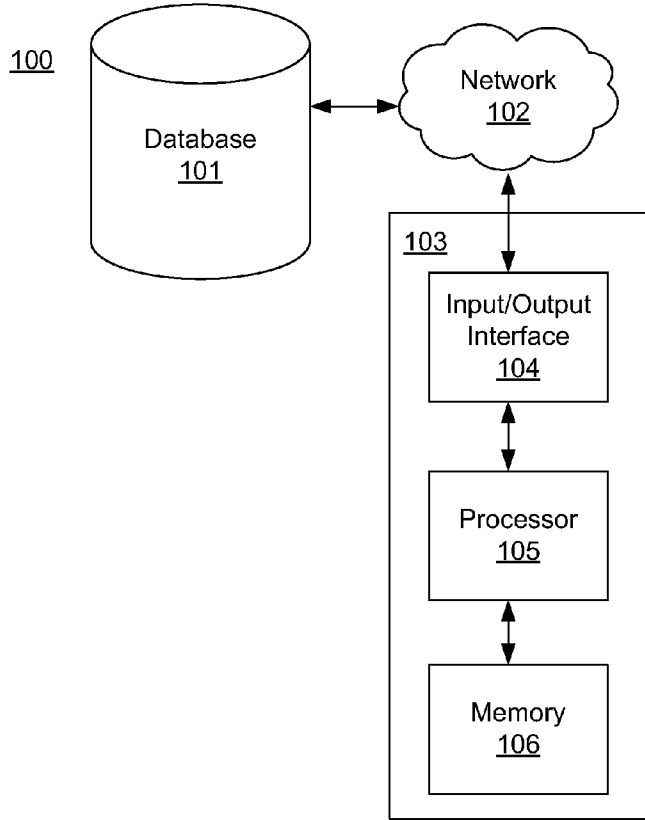 100
Database
101
Network
102
103
Input/Output
Interface
104
Processor
105
Memory
106